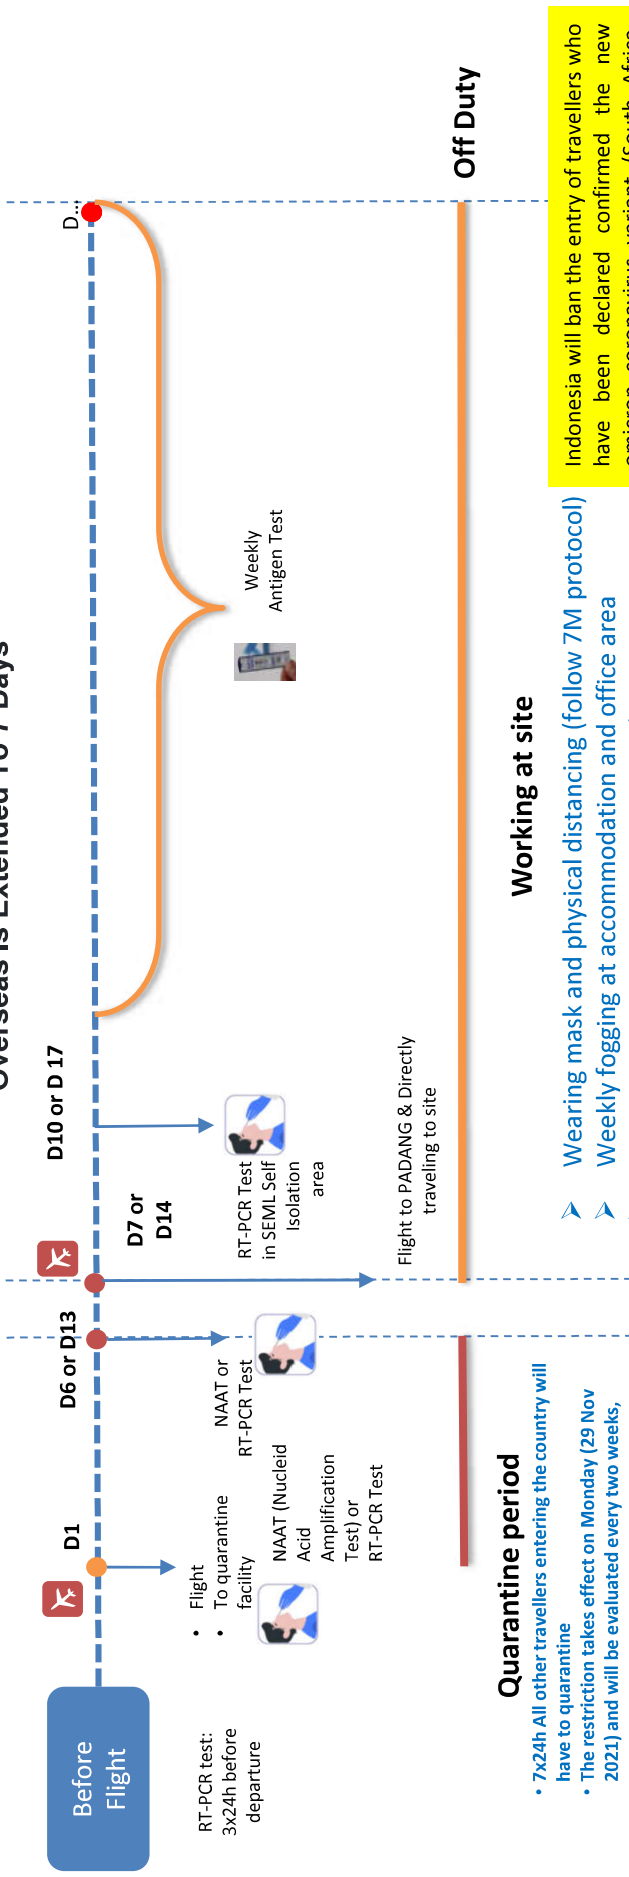 Overseas Is Extended To 7 Days
Before
Flight
D1
D6 or D13
D10 or D 17
D...
D7 or
D14
RT-PCR test:
3x24h before
departure
• Flight
• To quarantine
facility
NAAT (Nucleid
Acid
Amplification
Test) or
RT-PCR Test
NAAT or
RT-PCR Test
RT-PCR Test
in SEML Self
Isolation
area
Flight to PADANG & Directly
traveling to site
Weekly
Antigen Test
Quarantine period
Working at site
Off Duty
• 7x24h All other travellers entering the country will
have to quarantine
• The restriction takes effect on Monday (29 Nov
2021) and will be evaluated every two weeks,
➢ Wearing mask and physical distancing (follow 7M protocol)
➢ Weekly fogging at accommodation and office area
Indonesia will ban the entry of travellers who
have been declared confirmed the new
omicron coronavirus variant (South Africa